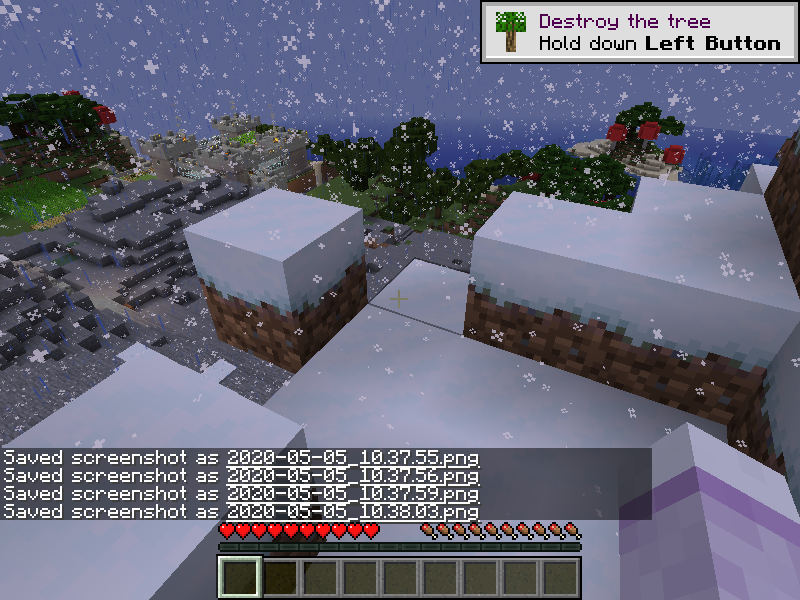 Destroy the tree
Hold down Left Button
Saved screenshot as 2020-05-05_10.37.55.png
Saved screenshot as 2020-05-05_10.37.56.png
Saved screenshot as 2020-05-05_10.37.59.png
Saved screenshot as 2020-05-05_10.38.03.png